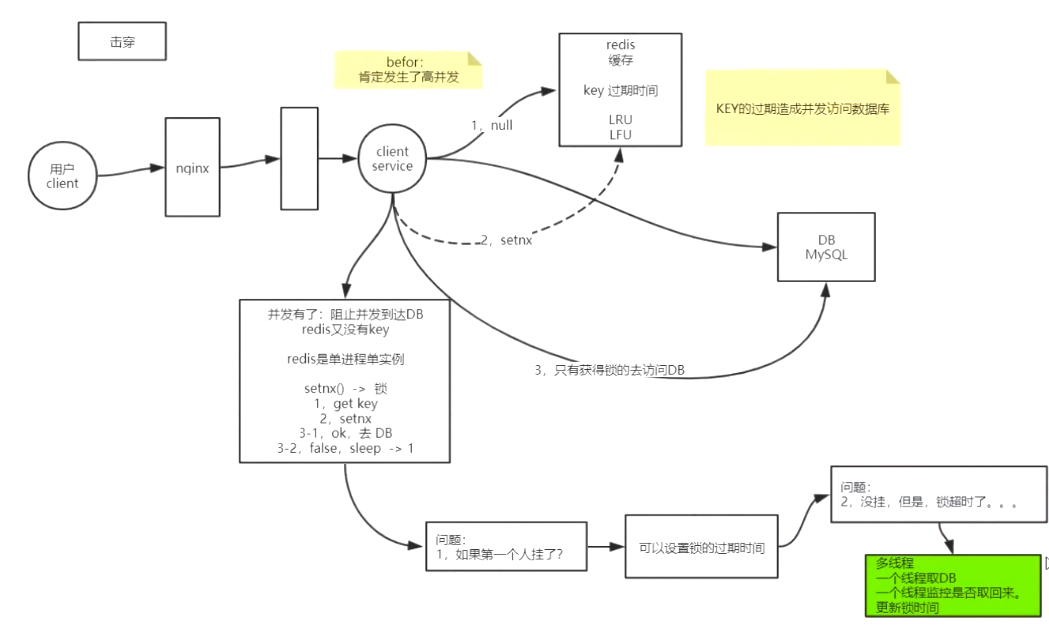 击穿
befor：
肯定发生了高并发
redis
缓存
key 过期时间
LRU
LFU
KEY的过期造成并发访问数据库
1，null
用户
client
nginx
client
service
2，setnx
DB
MySQL
并发有了：阻止并发到达DB
redis又没有key
redis是单进程单实例
setnx() -> 锁
1，get key
2，setnx
3-1，ok，去 DB
3-2，false，sleep -> 1
3，只有获得锁的去访问DB
问题：
1，如果第一个人挂了？
可以设置锁的过期时间
问题：
2，没挂，但是，锁超时了。。。
多线程
一个线程取DB
一个线程监控是否取回来。
更新锁时间